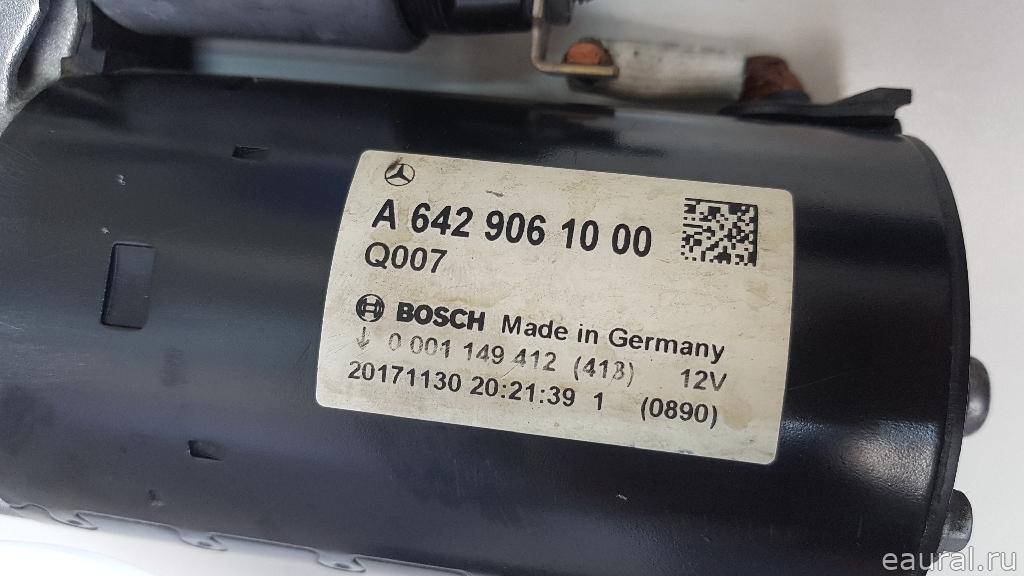 A 642 906 10 00
Q007
BOSCH Made in Germany
↓ 0 001 149 412 (413) 12V
20171130 20:21:39 1 (0890)
eaural.ru